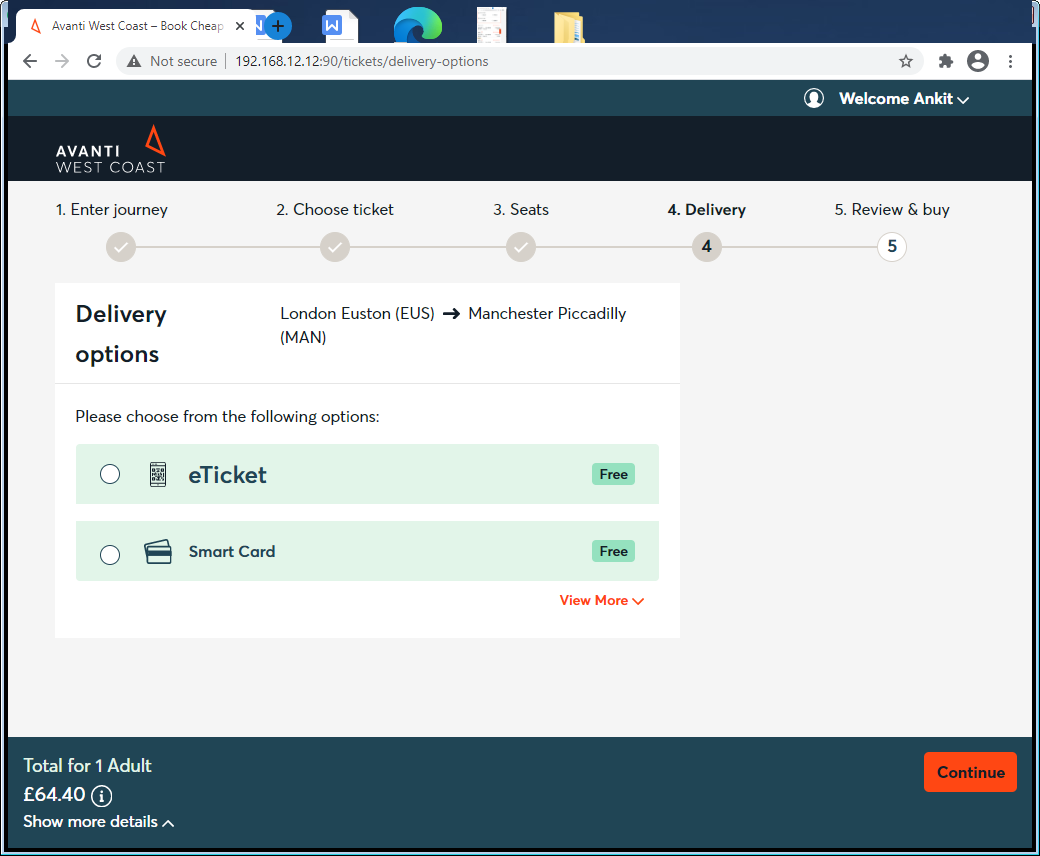 Avanti West Coast – Book Cheap
W
Not secure
192.168.12.12:90/tickets/delivery-options
Welcome Ankit
AVANTI
WEST COAST
1. Enter journey
2. Choose ticket
3. Seats
4. Delivery
5. Review & buy
4
5
Delivery
options
London Euston (EUS) → Manchester Piccadilly
(MAN)
Please choose from the following options:
eTicket
Free
Smart Card
Free
View More
Total for 1 Adult
£64.40
Show more details
Continue